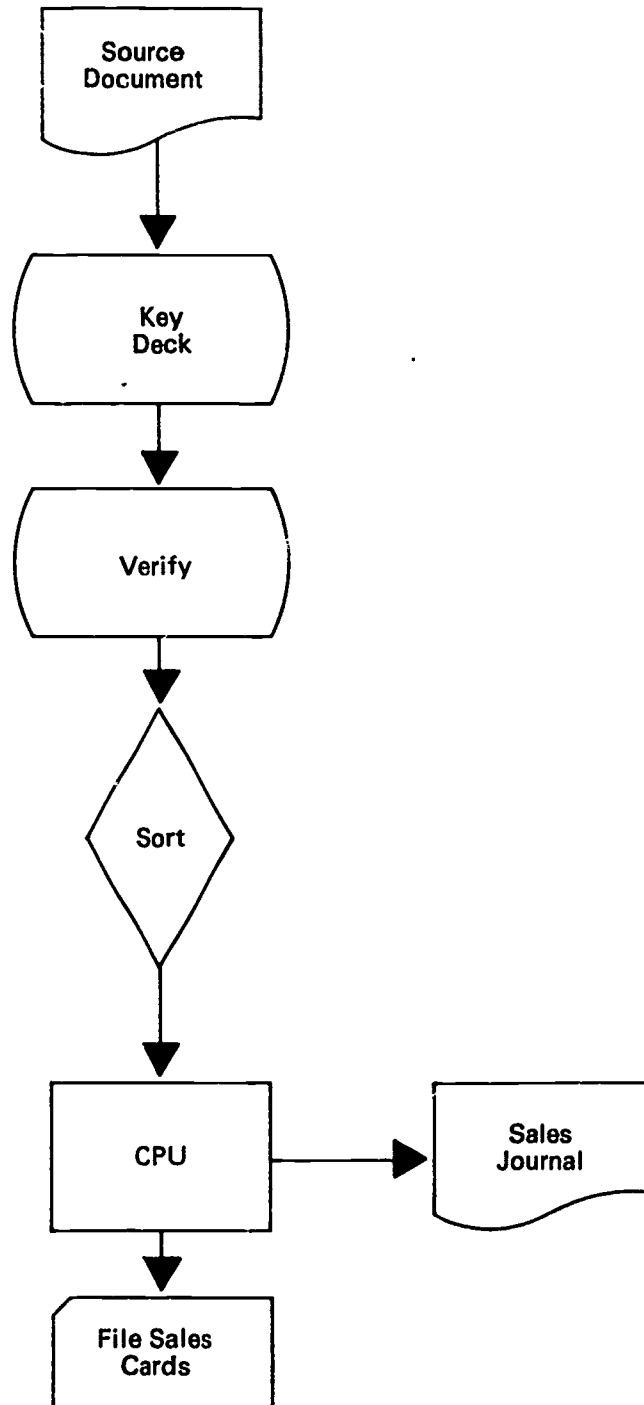 Source
Document
Key
Deck
Verify
Sort
CPU
Sales
Journal
File Sales
Cards